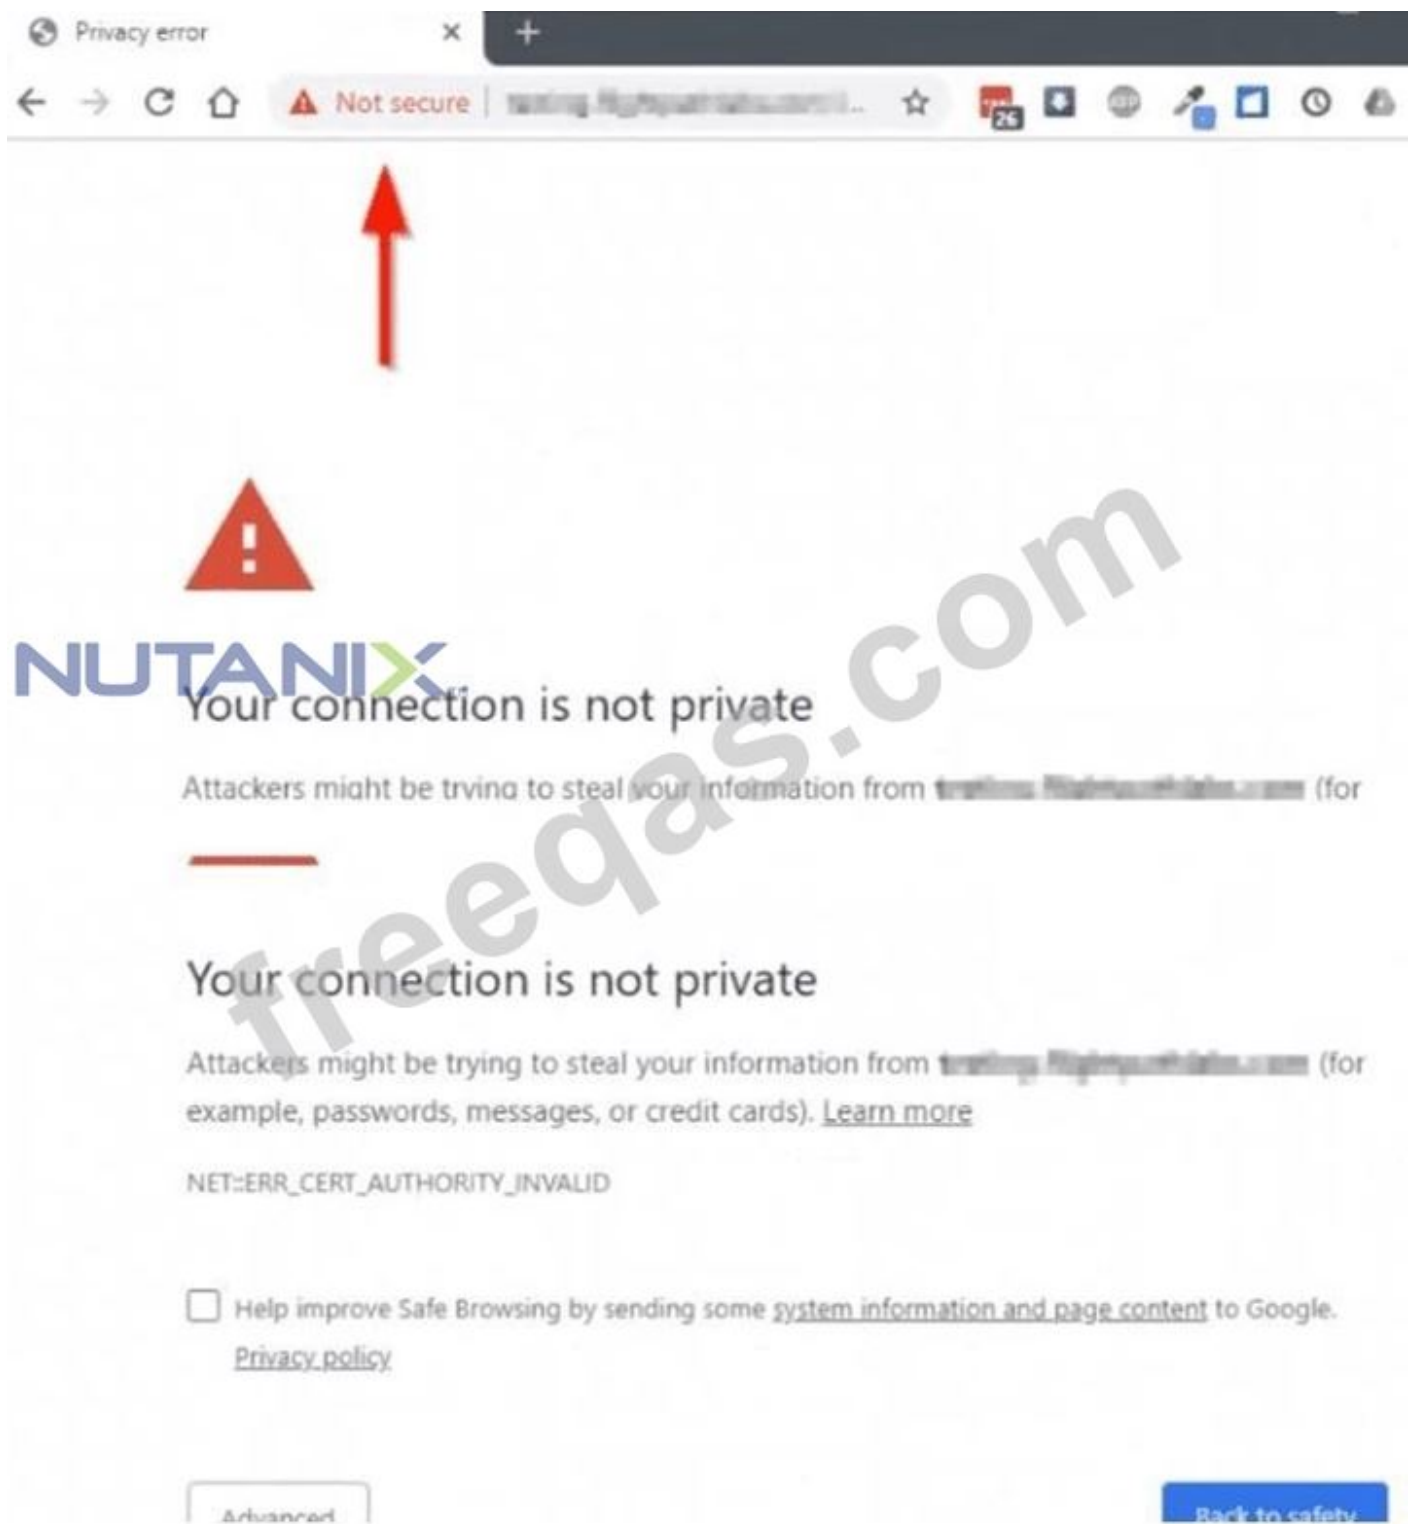 Privacy error
Not secure
26
NUTANIX
Your connection is not private
Attackers might be trying to steal your information from (for
Your connection is not private
Attackers might be trying to steal your information from (for
example, passwords, messages, or credit cards). Learn more
NET::ERR_CERT_AUTHORITY_INVALID
Help improve Safe Browsing by sending some system information and page content to Google.
Privacy policy
Advanced
Back to safety
freeqas.com